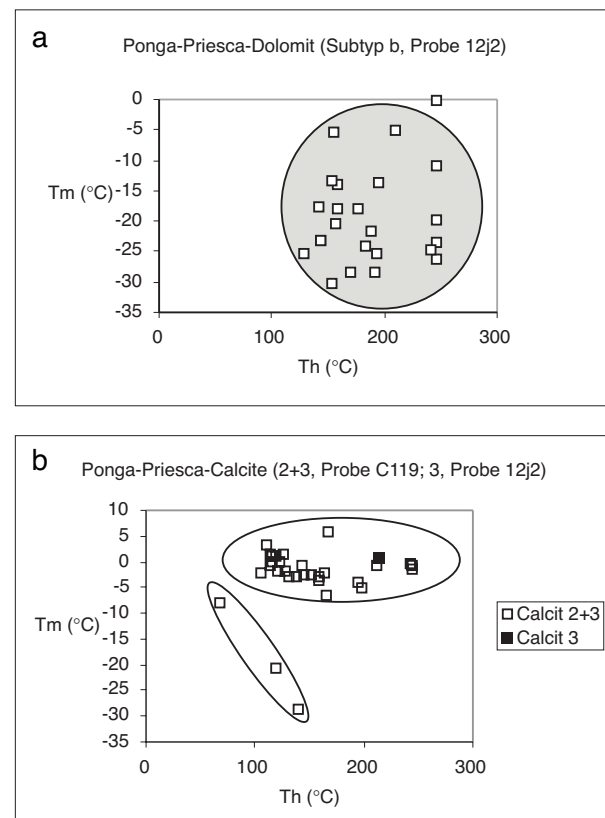 a
Ponga-Priesca-Dolomit (Subtyp b, Probe 12j2)
0
-5
-10
Tm (°C)
-15
-20
-25
-30
-35
0
100
200
300
Th (°C)
b
Ponga-Priesca-Calcite (2+3, Probe C119; 3, Probe 12j2)
10
5
0
-5
-10
Tm (°C)
-15
-20
-25
-30
-35
0
100
200
300
Th (°C)
Calcit 2+3
Calcit 3